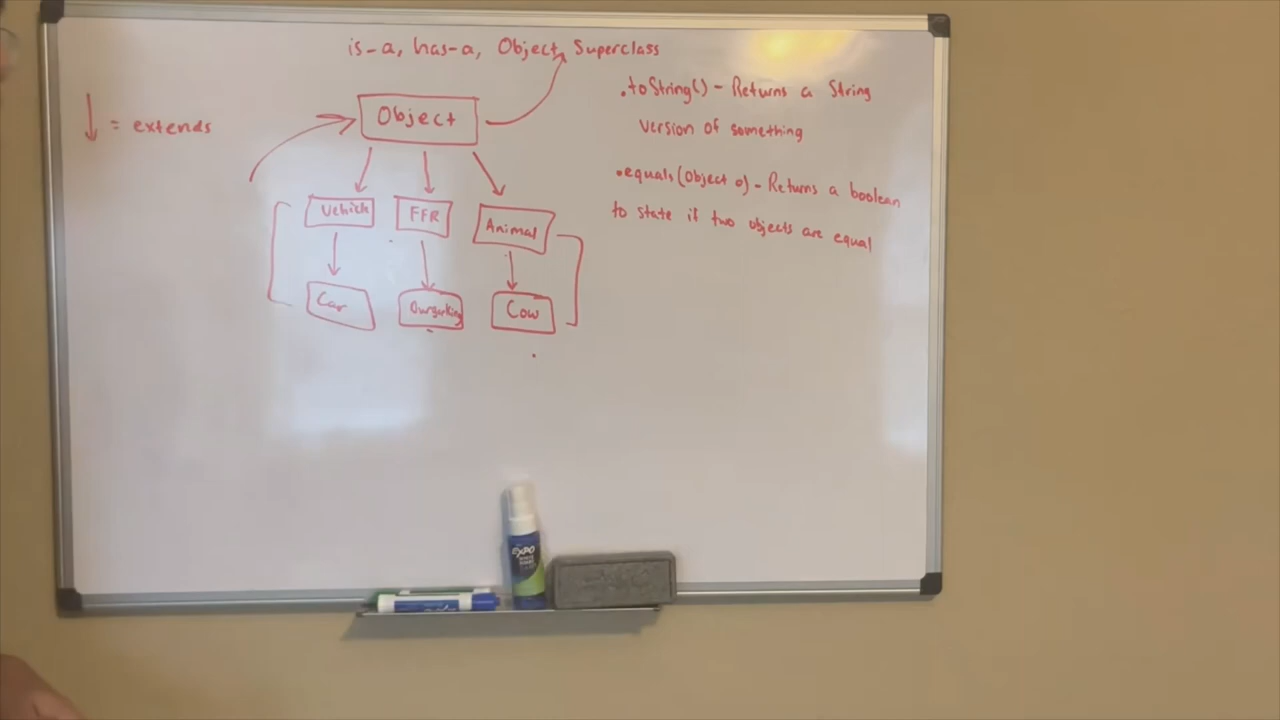 is-a, has-a, Object Superclass
= extends
Object
Vehicle
FFR
Animal
Car
Cow
.toString() - Returns a String
version of something
.equals(Object o) - Returns a boolean
to state if two objects are equal
EXPO